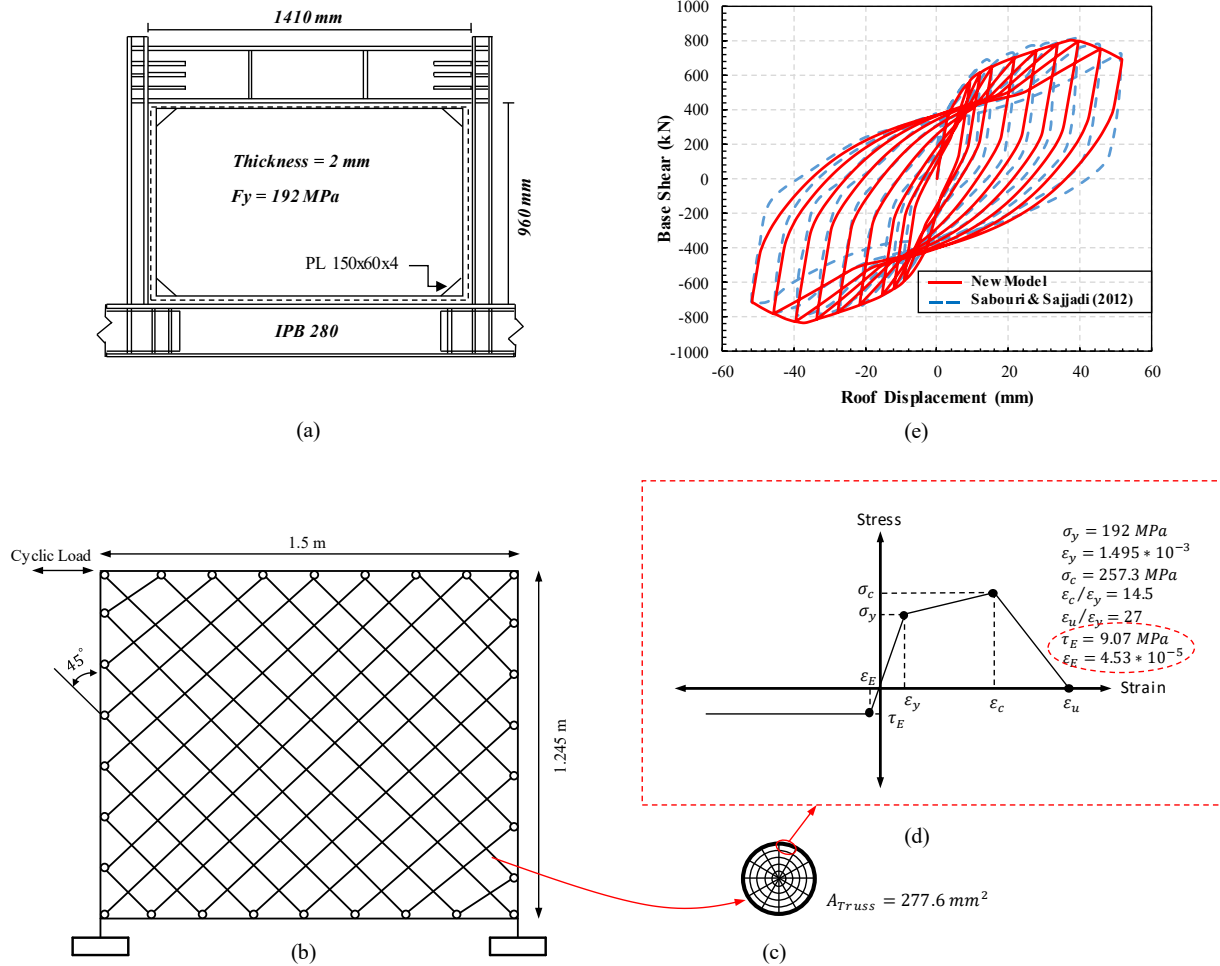 1410 mm
Thickness = 2 mm
Fy = 192 MPa
960 mm
PL 150x60x4
IPB 280
(a)
1000
800
600
400
200
0
-200
-400
-600
-800
-1000
Base Shear (kN)
-60
-40
-20
0
20
40
60
Roof Displacement (mm)
New Model
Sabouri & Sajjadi (2012)
(e)
Cyclic Load
1.5 m
45°
1.245 m
(b)
Stress
Strain
σ_c
σ_y
ε_E
τ_E
ε_y
ε_c
ε_u
σ_y = 192 MPa
ε_y = 1.495 * 10⁻³
σ_c = 257.3 MPa
ε_c/ε_y = 14.5
ε_u/ε_y = 27
τ_E = 9.07 MPa
ε_E = 4.53 * 10⁻⁵
(d)
A_Truss = 277.6 mm²
(c)